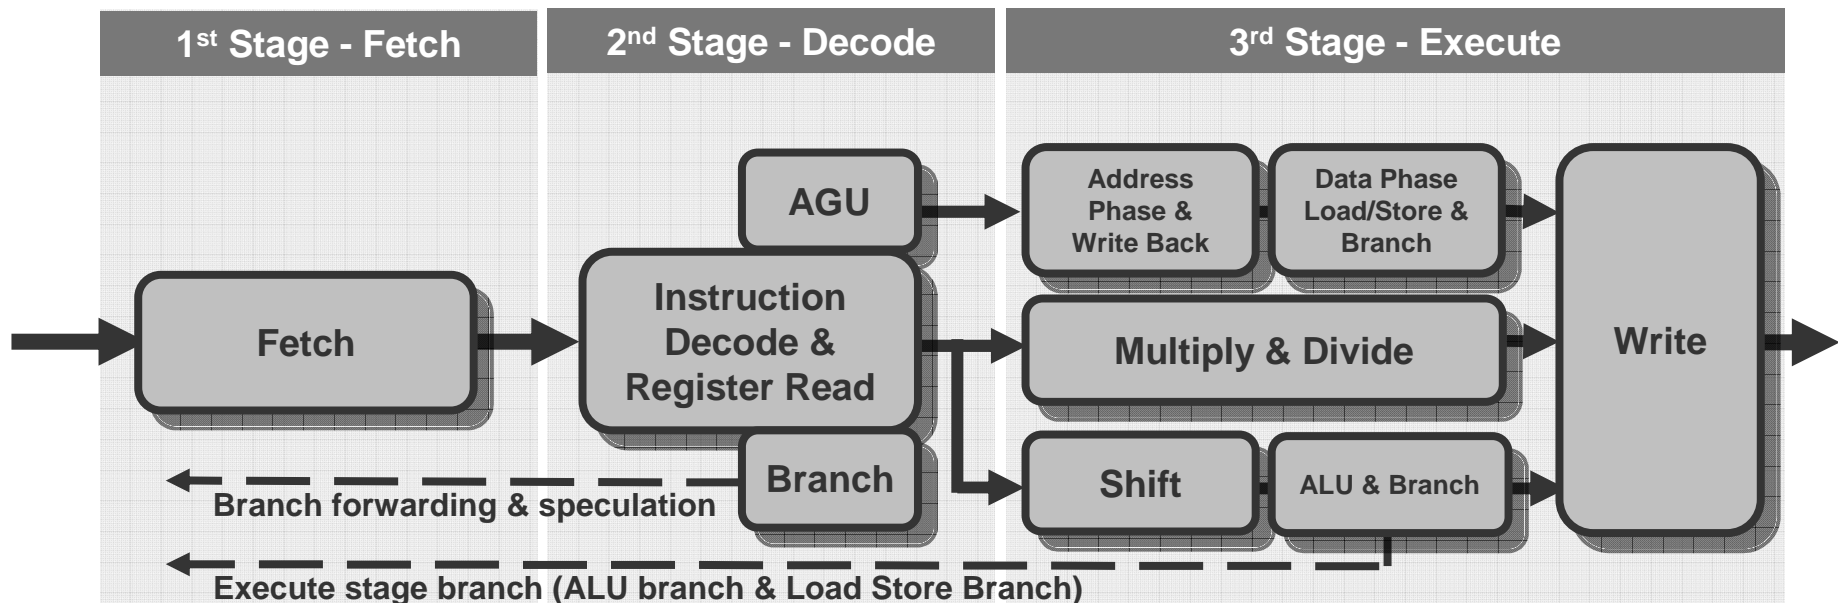 1st Stage - Fetch
2nd Stage - Decode
3rd Stage - Execute
AGU
Address
Phase &
Write Back
Data Phase
Load/Store &
Branch
Fetch
Instruction
Decode &
Register Read
Multiply & Divide
Write
Branch
Shift
ALU & Branch
Branch forwarding & speculation
Execute stage branch (ALU branch & Load Store Branch)